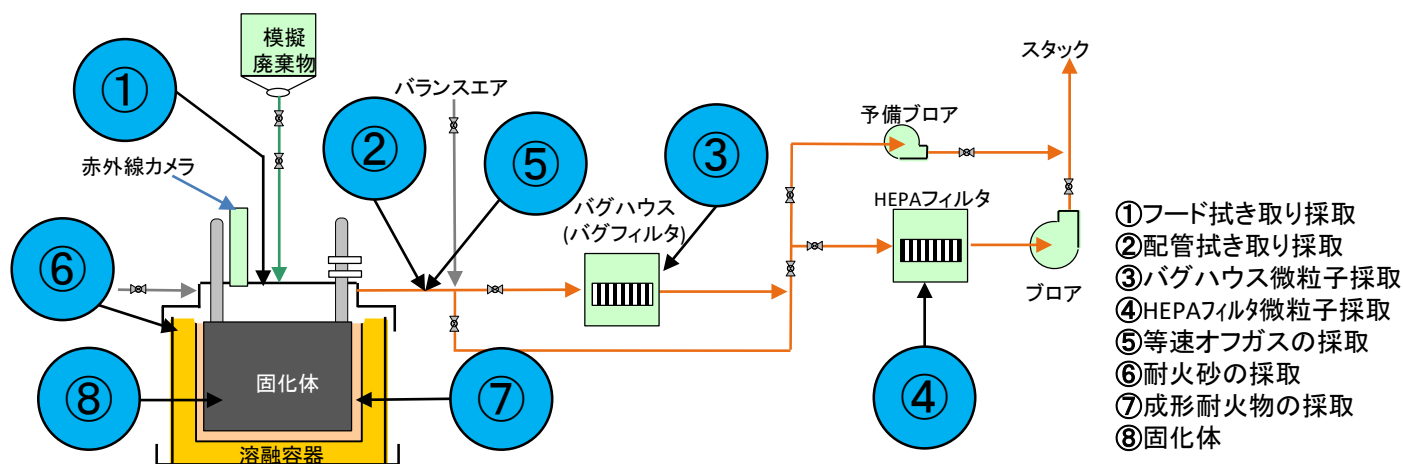 模擬
廃棄物
①
バランスエア
スタック
予備ブロア
②
⑤
③
赤外線カメラ
バグハウス
(バグフィルタ)
HEPAフィルタ
⑥
ブロア
固化体
⑧
⑦
④
溶融容器
①フード拭き取り採取
②配管拭き取り採取
③バグハウス微粒子採取
④HEPAフィルタ微粒子採取
⑤等速オフガスの採取
⑥耐火砂の採取
⑦成形耐火物の採取
⑧固化体